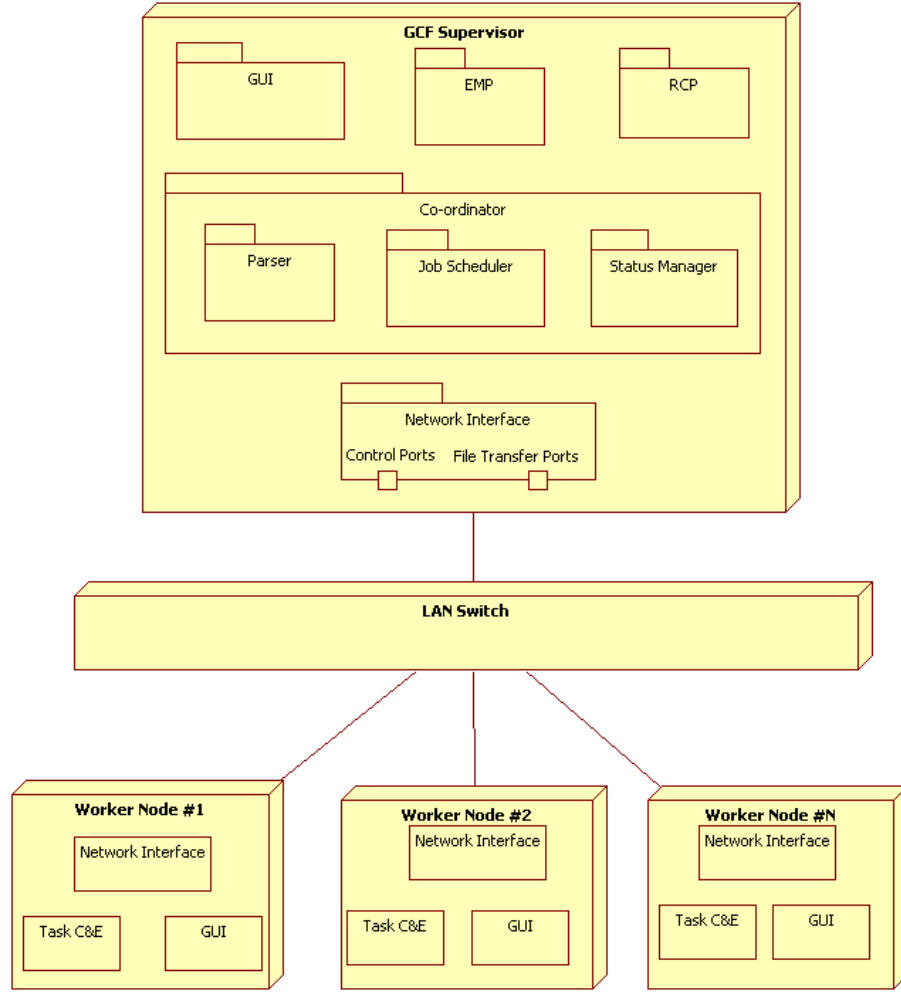 GCF Supervisor
GUI
EMP
RCP
Co-ordinator
Parser
Job Scheduler
Status Manager
Network Interface
Control Ports
File Transfer Ports
LAN Switch
Worker Node #1
Network Interface
Task C&E
GUI
Worker Node #2
Network Interface
Task C&E
GUI
Worker Node #N
Network Interface
Task C&E
GUI